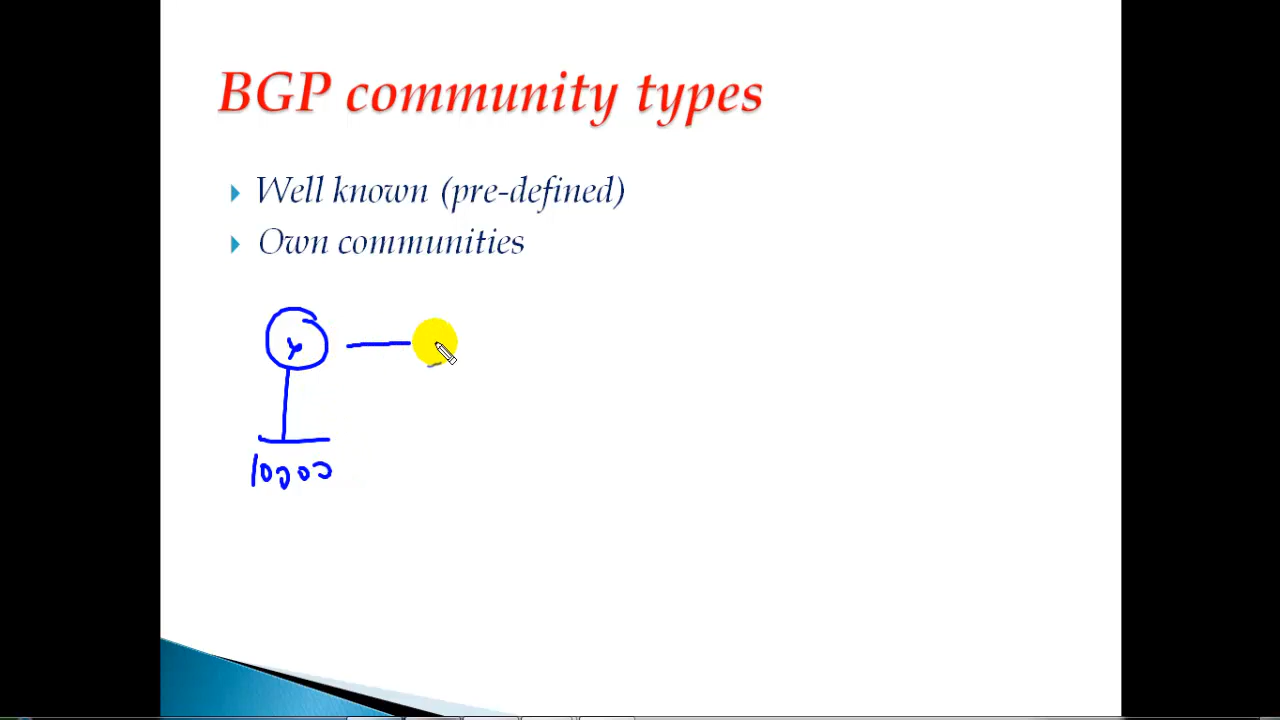 BGP community types
Well known (pre-defined)
Own communities